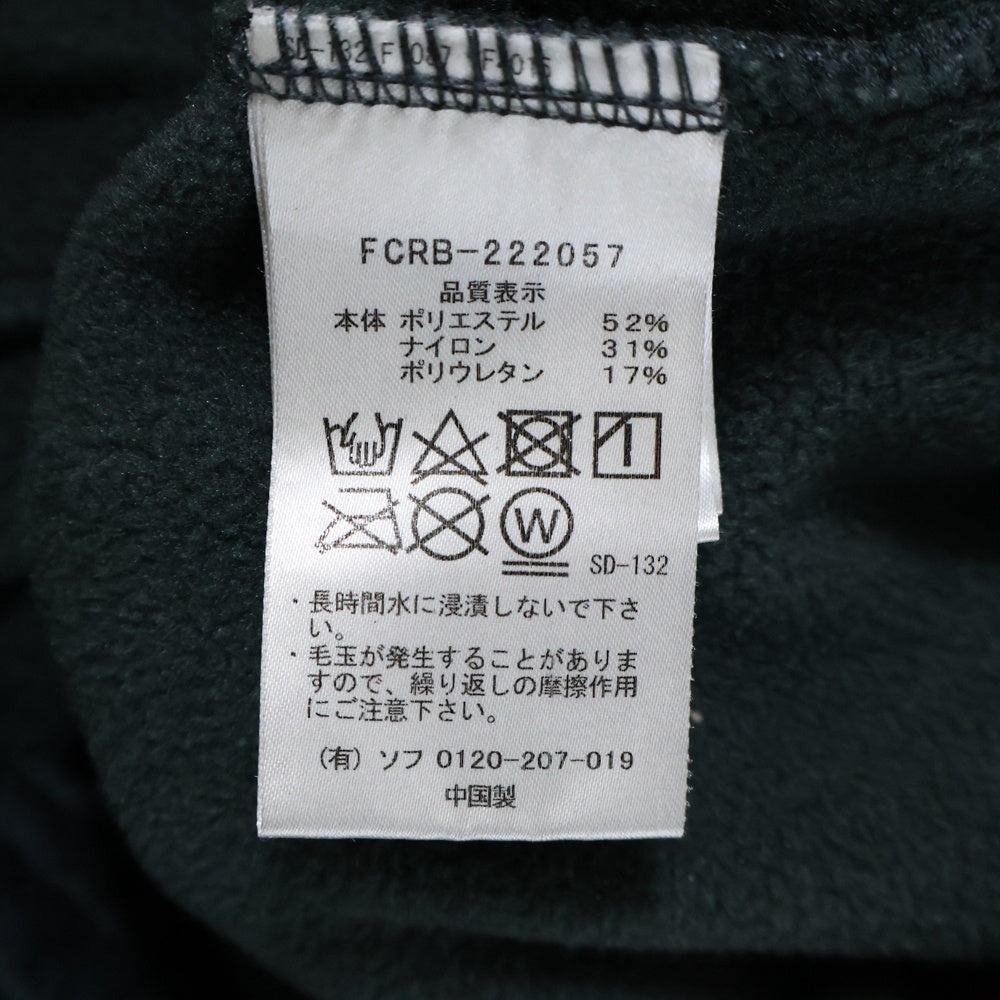 SD-132 F 087 F4015
FCRB-222057
品質表示
本体 ポリエステル 52%
ナイロン 31%
ポリウレタン 17%
W
SD-132
・長時間水に浸漬しないで下さ
い。
・毛玉が発生することがありま
すので、繰り返しの摩擦作用
にご注意下さい。
(有) ソフ 0120-207-019
中国製